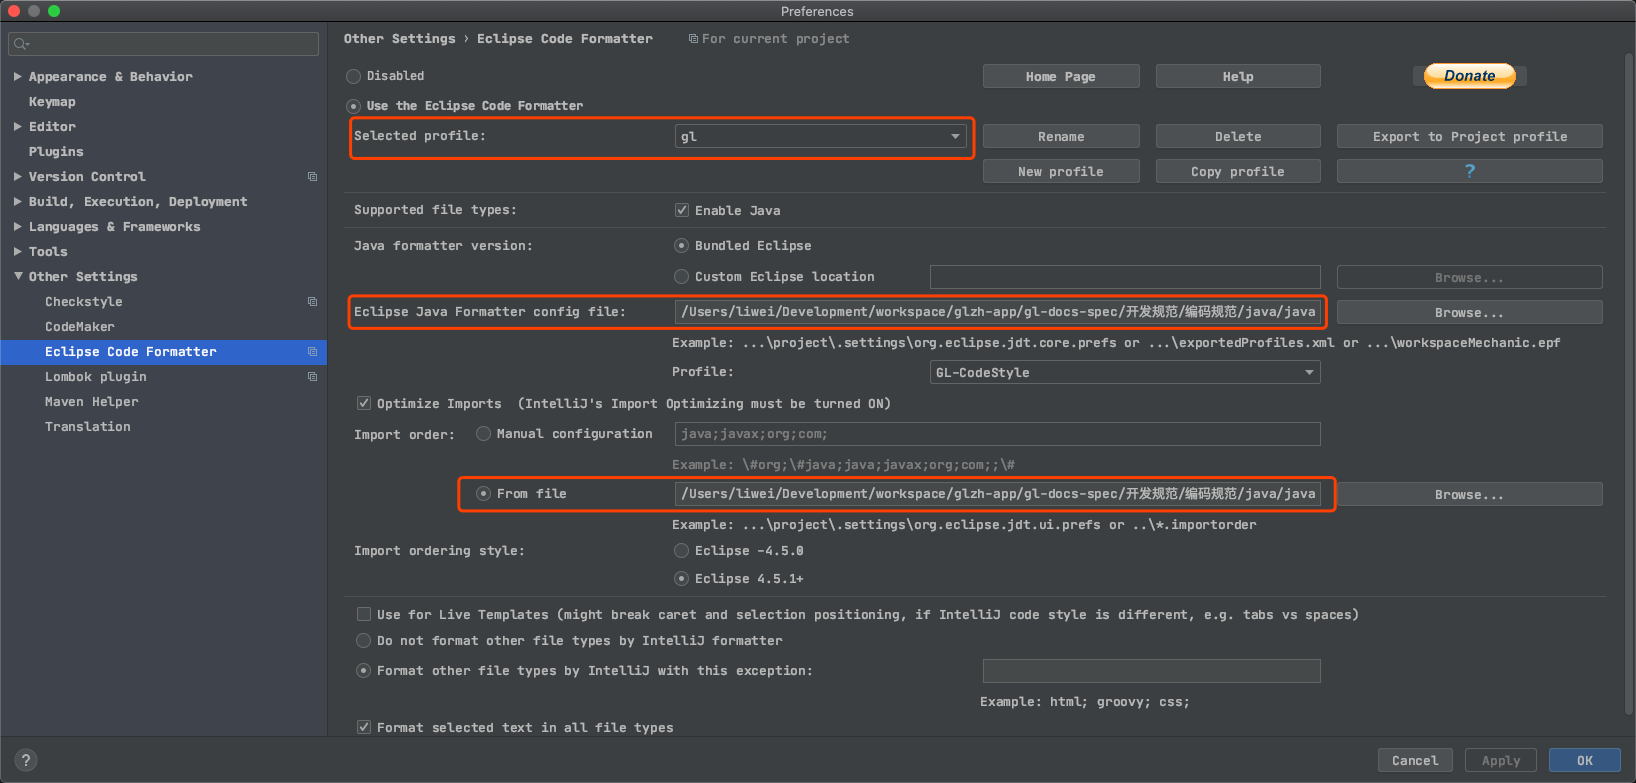 Preferences
Appearance & Behavior
Keymap
Editor
Plugins
Version Control
Build, Execution, Deployment
Languages & Frameworks
Tools
Other Settings
Checkstyle
CodeMaker
Eclipse Code Formatter
Lombok plugin
Maven Helper
Translation
Other Settings › Eclipse Code Formatter For current project
Disabled Home Page Help Donate
Use the Eclipse Code Formatter
Selected profile: gl Rename Delete Export to Project profile
New profile Copy profile ?
Supported file types: Enable Java
Java formatter version: Bundled Eclipse
Custom Eclipse location Browse...
Eclipse Java Formatter config file: /Users/liwei/Development/workspace/glzh-app/gl-docs-spec/开发规范/编码规范/java/java Browse...
Example: ...\project\.settings\org.eclipse.jdt.core.prefs or ...\exportedProfiles.xml or ...\workspaceMechanic.epf
Profile: GL-CodeStyle
Optimize Imports (IntelliJ's Import Optimizing must be turned ON)
Import order: Manual configuration java;javax;org;com;
Example: \#org;\#java;java;javax;org;com;;\#
From file /Users/liwei/Development/workspace/glzh-app/gl-docs-spec/开发规范/编码规范/java/java Browse...
Example: ...\project\.settings\org.eclipse.jdt.ui.prefs or ..\*.importorder
Import ordering style: Eclipse -4.5.0
Eclipse 4.5.1+
Use for Live Templates (might break caret and selection positioning, if IntelliJ code style is different, e.g. tabs vs spaces)
Do not format other file types by IntelliJ formatter
Format other file types by IntelliJ with this exception:
Example: html; groovy; css;
Format selected text in all file types
? Cancel Apply OK